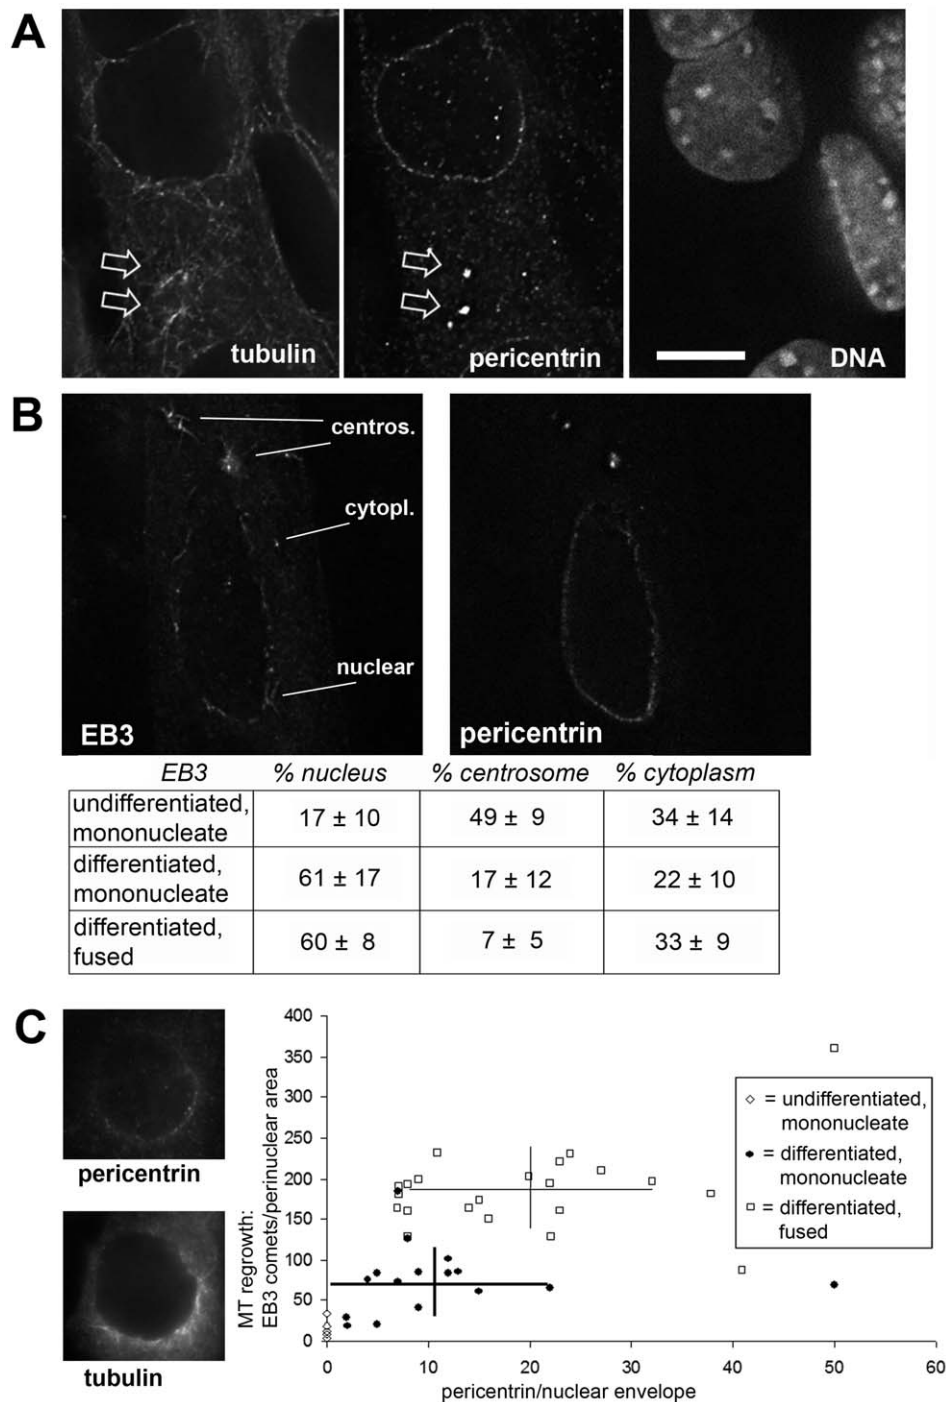 A
tubulin
pericentrin
DNA
B
centros.
cytopl.
nuclear
EB3
pericentrin
EB3 % nucleus % centrosome % cytoplasm
undifferentiated, mononucleate 17 ± 10 49 ± 9 34 ± 14
differentiated, mononucleate 61 ± 17 17 ± 12 22 ± 10
differentiated, fused 60 ± 8 7 ± 5 33 ± 9
C
pericentrin
tubulin
MT regrowth:
EB3 comets/perinuclear area
400
350
300
250
200
150
100
50
0
0 10 20 30 40 50 60
pericentrin/nuclear envelope
◇ = undifferentiated,
mononucleate
● = differentiated,
mononucleate
□ = differentiated,
fused